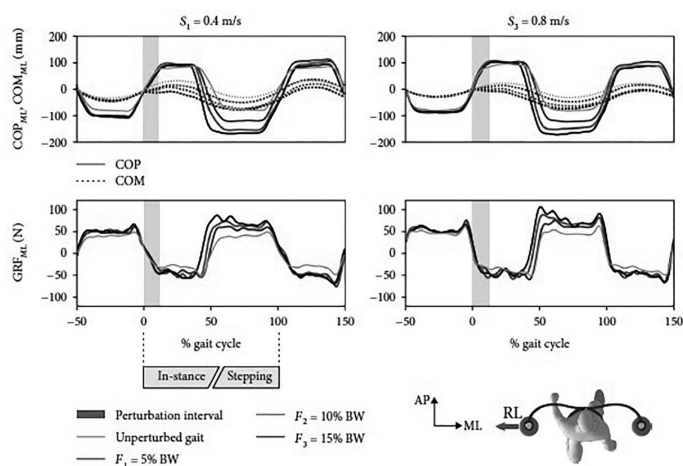 S₁ = 0.4 m/s
S₃ = 0.8 m/s
COP_ML, COM_ML (mm)
200
100
0
−100
−200
200
100
0
−100
−200
COP
COM
GRF_ML (N)
100
50
0
−50
−100
100
50
0
−50
−100
−50 0 50 100 150
−50 0 50 100 150
% gait cycle
% gait cycle
In-stance Stepping
Perturbation interval
Unperturbed gait
F₁ = 5% BW
F₂ = 10% BW
F₃ = 15% BW
AP
ML
RL